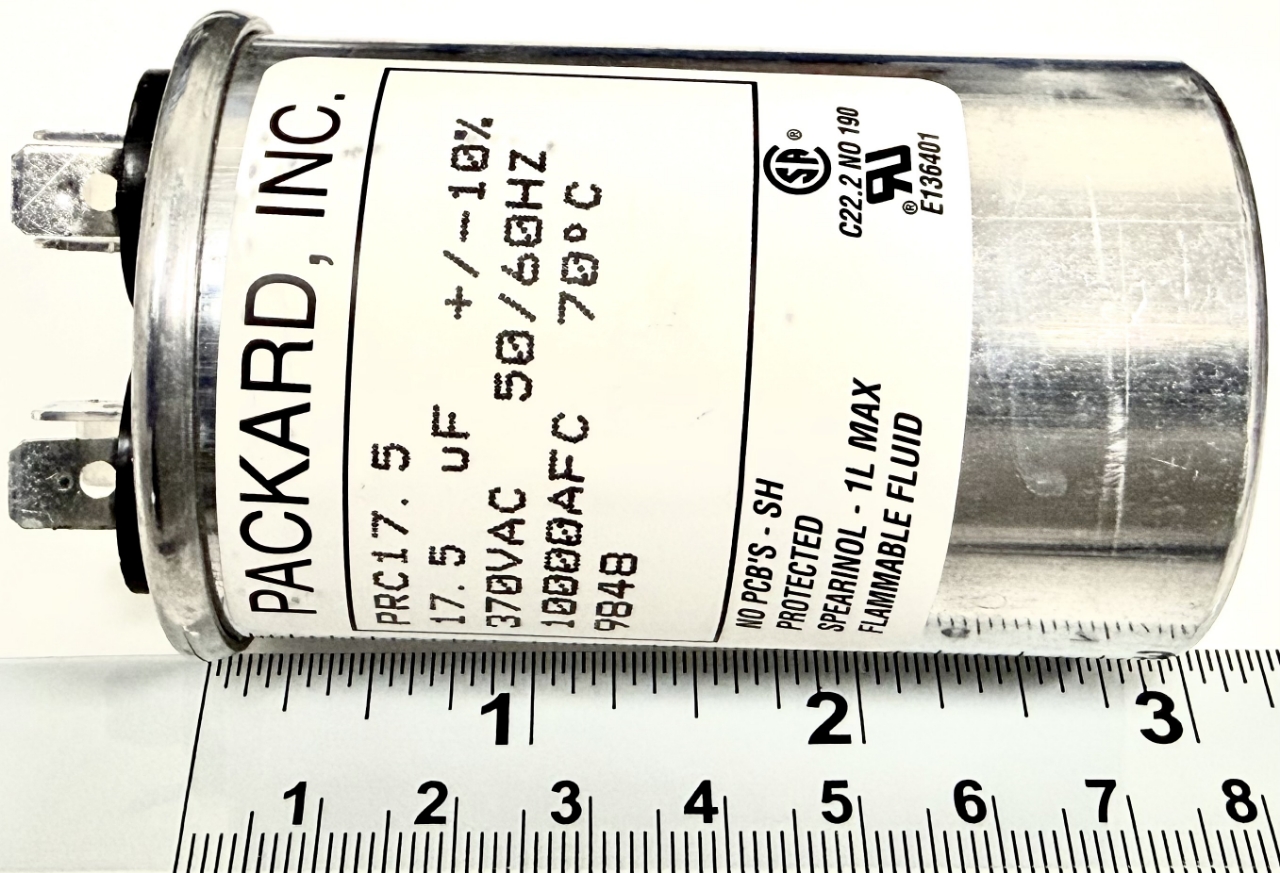 PACKARD, INC.
PRC17.5
17.5 uF +/-10%
370VAC 50/60HZ
10000AFC 70°C
9848
NO PCB'S - SH
PROTECTED
SPEARINOL - 1L MAX
FLAMMABLE FLUID
SA®
C22.2 NO 190
RU®
E136401
1 2 3
1 2 3 4 5 6 7 8